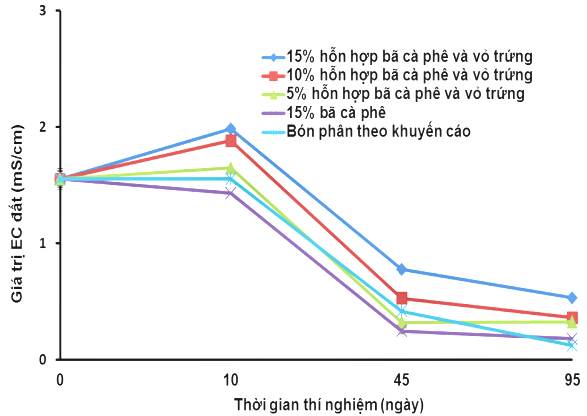 3
15% hỗn hợp bã cà phê và vỏ trứng
10% hỗn hợp bã cà phê và vỏ trứng
5% hỗn hợp bã cà phê và vỏ trứng
15% bã cà phê
Bón phân theo khuyến cáo
2
1
0
Giá trị EC đất (mS/cm)
0 10 45 95
Thời gian thí nghiệm (ngày)